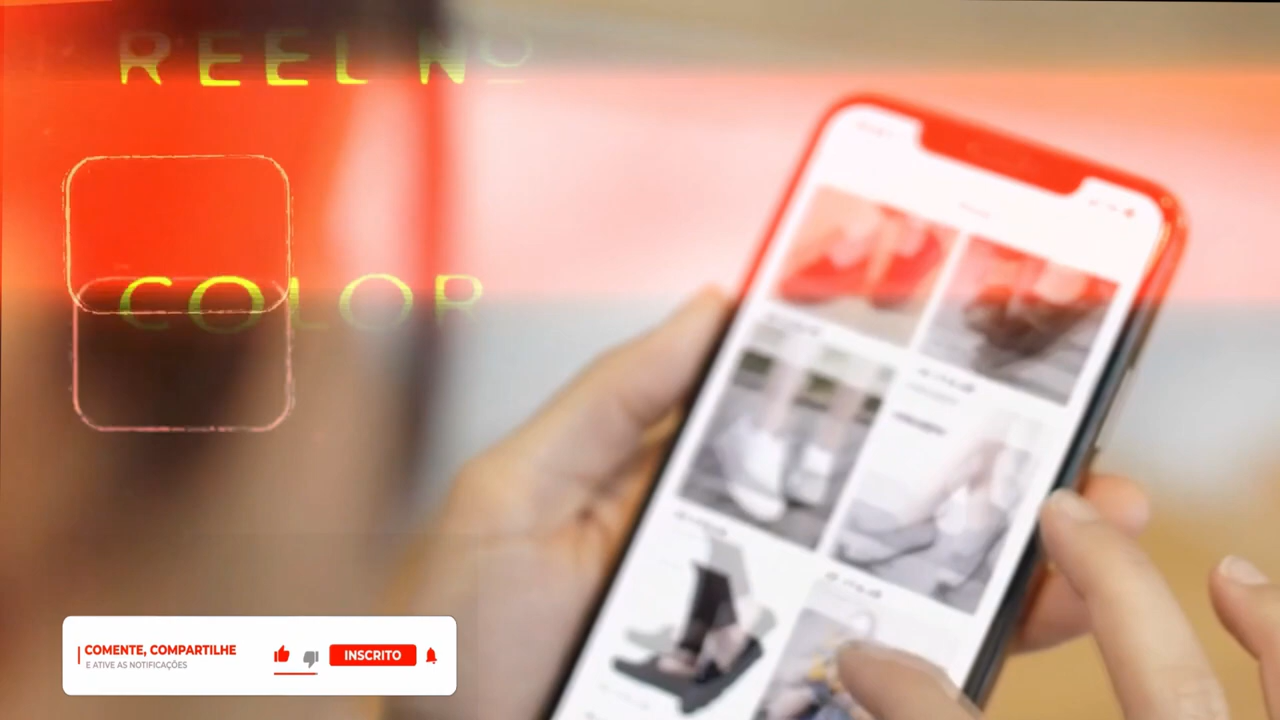 REEL Nº
COLOR
COMENTE, COMPARTILHE
E ATIVE AS NOTIFICAÇÕES
INSCRITO